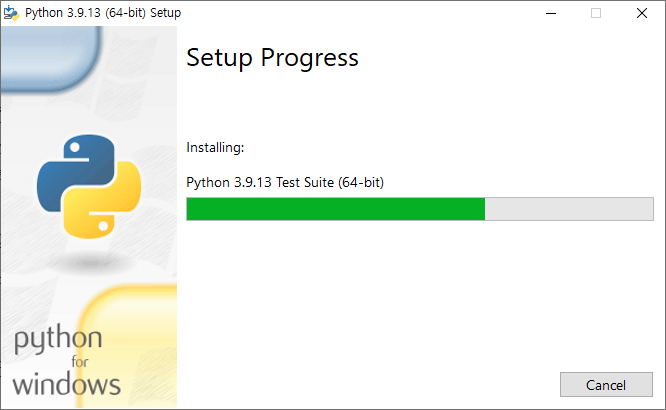 Python 3.9.13 (64-bit) Setup
Setup Progress
Installing:
Python 3.9.13 Test Suite (64-bit)
python
for
windows
Cancel